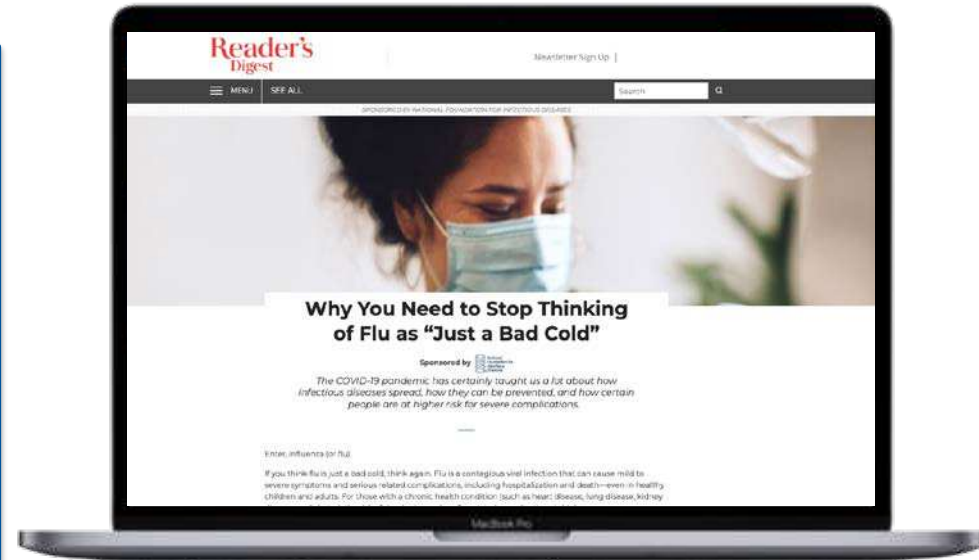 Reader's
Digest
Newsletter Sign Up |
MENU SEE ALL
Search
SPONSORED BY NATIONAL FOUNDATION FOR INFECTIOUS DISEASES
Why You Need to Stop Thinking
of Flu as “Just a Bad Cold”
Sponsored by
The COVID-19 pandemic has certainly taught us a lot about how
infectious diseases spread, how they can be prevented, and how certain
people are at higher risk for severe complications.
Enter, influenza (or flu).
If you think flu is just a bad cold, think again. Flu is a contagious viral infection that can cause mild to
severe symptoms and serious related complications, including hospitalization and death—even in healthy
children and adults. For those with a chronic health condition (such as heart disease, lung disease, kidney
MacBook Pro